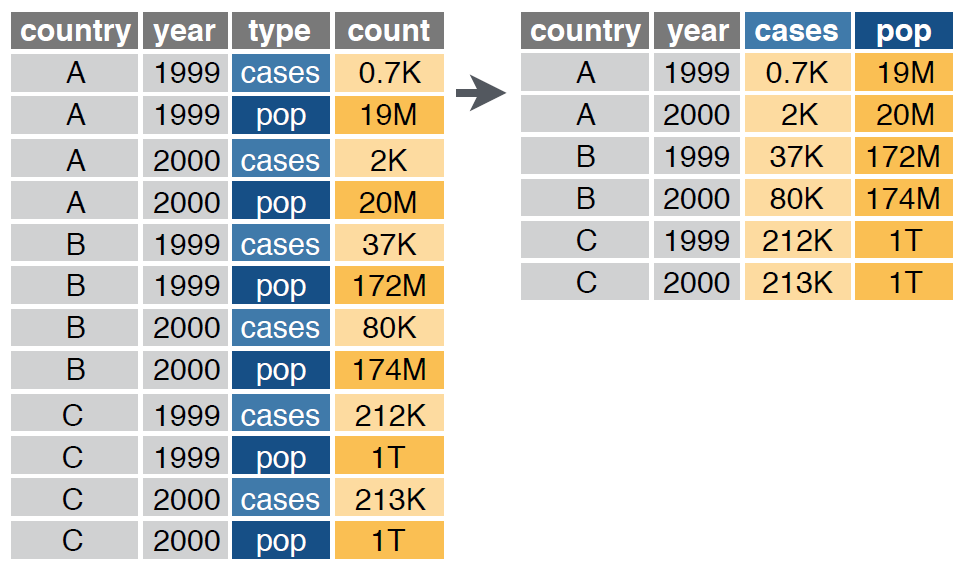 country year type count
A 1999 cases 0.7K
A 1999 pop 19M
A 2000 cases 2K
A 2000 pop 20M
B 1999 cases 37K
B 1999 pop 172M
B 2000 cases 80K
B 2000 pop 174M
C 1999 cases 212K
C 1999 pop 1T
C 2000 cases 213K
C 2000 pop 1T
country year cases pop
A 1999 0.7K 19M
A 2000 2K 20M
B 1999 37K 172M
B 2000 80K 174M
C 1999 212K 1T
C 2000 213K 1T